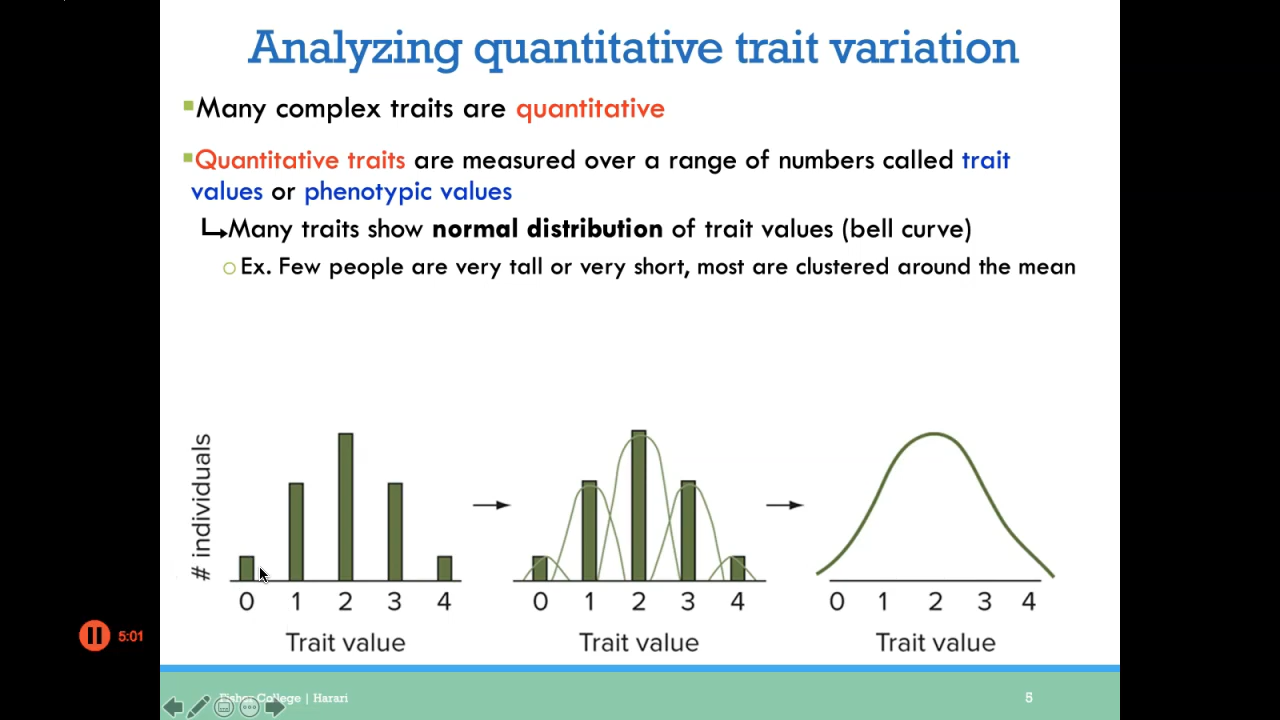 Analyzing quantitative trait variation
Many complex traits are quantitative
Quantitative traits are measured over a range of numbers called trait
values or phenotypic values
Many traits show normal distribution of trait values (bell curve)
Ex. Few people are very tall or very short, most are clustered around the mean
# individuals
0 1 2 3 4
Trait value
0 1 2 3 4
Trait value
0 1 2 3 4
Trait value
5:01
Fisher College | Harari
5